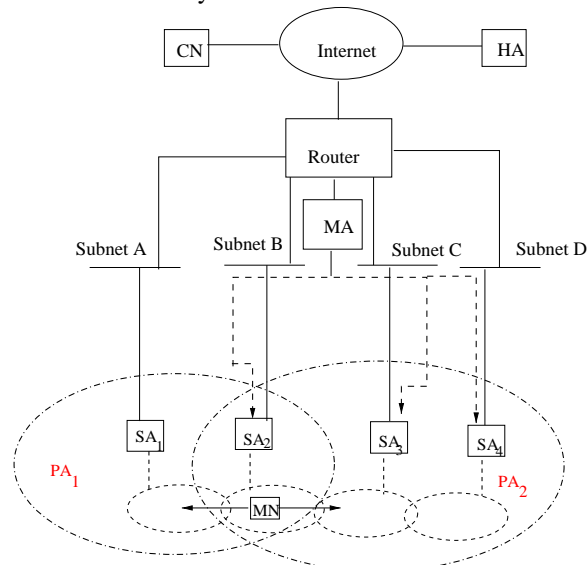 CN
Internet
HA
Router
MA
Subnet A
Subnet B
Subnet C
Subnet D
SA1
SA2
SA3
SA4
PA1
PA2
MN